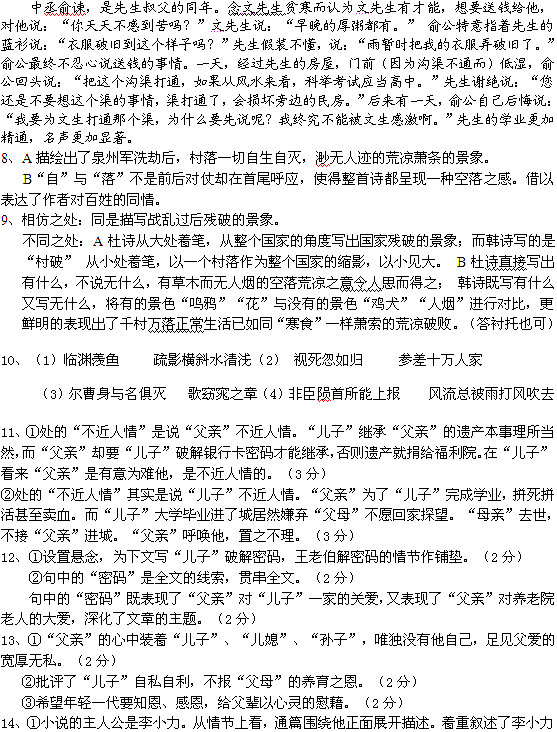 中丞俞谏，是先生叔父的同年。念文先生贫寒而认为文先生有才能，想要送钱给他，
对他说：“你天天不感到苦吗？”文先生说：“早晚的厚粥都有。” 俞公特意指着先生的
蓝衫说：“衣服破旧到这个样子吗？”先生假装不懂，说：“雨暂时把我的衣服弄破旧了。”
俞公最终不忍心说送钱的事情。一天，经过先生的房屋，门前（因为沟渠不通而）低湿，俞公
回头说：“把这个沟渠打通，如果从风水来看，科举考试应当高中。”先生谢绝说：“您
还是不要想这个渠的事情，渠打通了，会损坏旁边的民房。”后来有一天，俞公自己后悔说：
“我要为文生打通那个渠，为什么要先说呢？我终究不能被文生感激啊。”先生的学业更加
精通，名声更加显著。
8、A描绘出了泉州军洗劫后，村落一切自生自灭，渺无人迹的荒凉萧条的景象。
B“自”与“落”不是前后对仗却在首尾呼应，使得整首诗都呈现一种空落之感。借以
表达了作者对百姓的同情。
9、相仿之处：同是描写战乱过后残破的景象。
不同之处：A杜诗从大处着笔，从整个国家的角度写出国家残破的景象；而韩诗写的是
“村破” 从小处着笔，以一个村落作为整个国家的缩影，以小见大。 B 杜诗直接写出
有什么，不说无什么，有草木而无人烟的空落荒凉之意令人思而得之； 韩诗既写有什么
又写无什么，将有的景色“鸣鸦”“花”与没有的景色“鸡犬”“人烟”进行对比，更
鲜明的表现出了千村万落正常生活已如同“寒食”一样萧索的荒凉破败。（答衬托也可）
10、（1）临渊羡鱼 疏影横斜水清浅（2） 视死忽如归 参差十万人家
（3）尔曹身与名俱灭 歌窈窕之章（4）非臣陨首所能上报 风流总被雨打风吹去
11、①处的“不近人情”是说“父亲”不近人情。“儿子”继承“父亲”的遗产本事理所当
然，而“父亲”却要“儿子”破解银行卡密码才能继承，否则遗产就捐给福利院。在“儿子”
看来“父亲”是有意为难他，是不近人情的。（3分）
②处的“不近人情”其实是说“儿子”不近人情。“父亲”为了“儿子”完成学业，拼死拼
活甚至卖血。而“儿子”大学毕业进了城居然嫌弃“父母”不愿回家探望。“母亲”去世，
不接“父亲”进城。“父亲”呼唤他，置之不理。（3分）
12、①设置悬念，为下文写“儿子”破解密码，王老伯解密码的情节作铺垫。（2分）
②句中的“密码”是全文的线索，贯串全文。（2分）
句中的“密码”既表现了“父亲”对“儿子”一家的关爱，又表现了“父亲”对养老院
老人的大爱，深化了文章的主题。（2分）
13、①“父亲”的心中装着“儿子”、“儿媳”、“孙子”，唯独没有他自己，足见父爱的
宽厚无私。（2分）
②批评了“儿子”自私自利，不报“父母”的养育之恩。（2分）
③希望年轻一代要知恩、感恩，给父辈以心灵的慰藉。（2分）
14、①小说的主人公是李小力。从情节上看，通篇围绕他正面展开描述。着重叙述了李小力